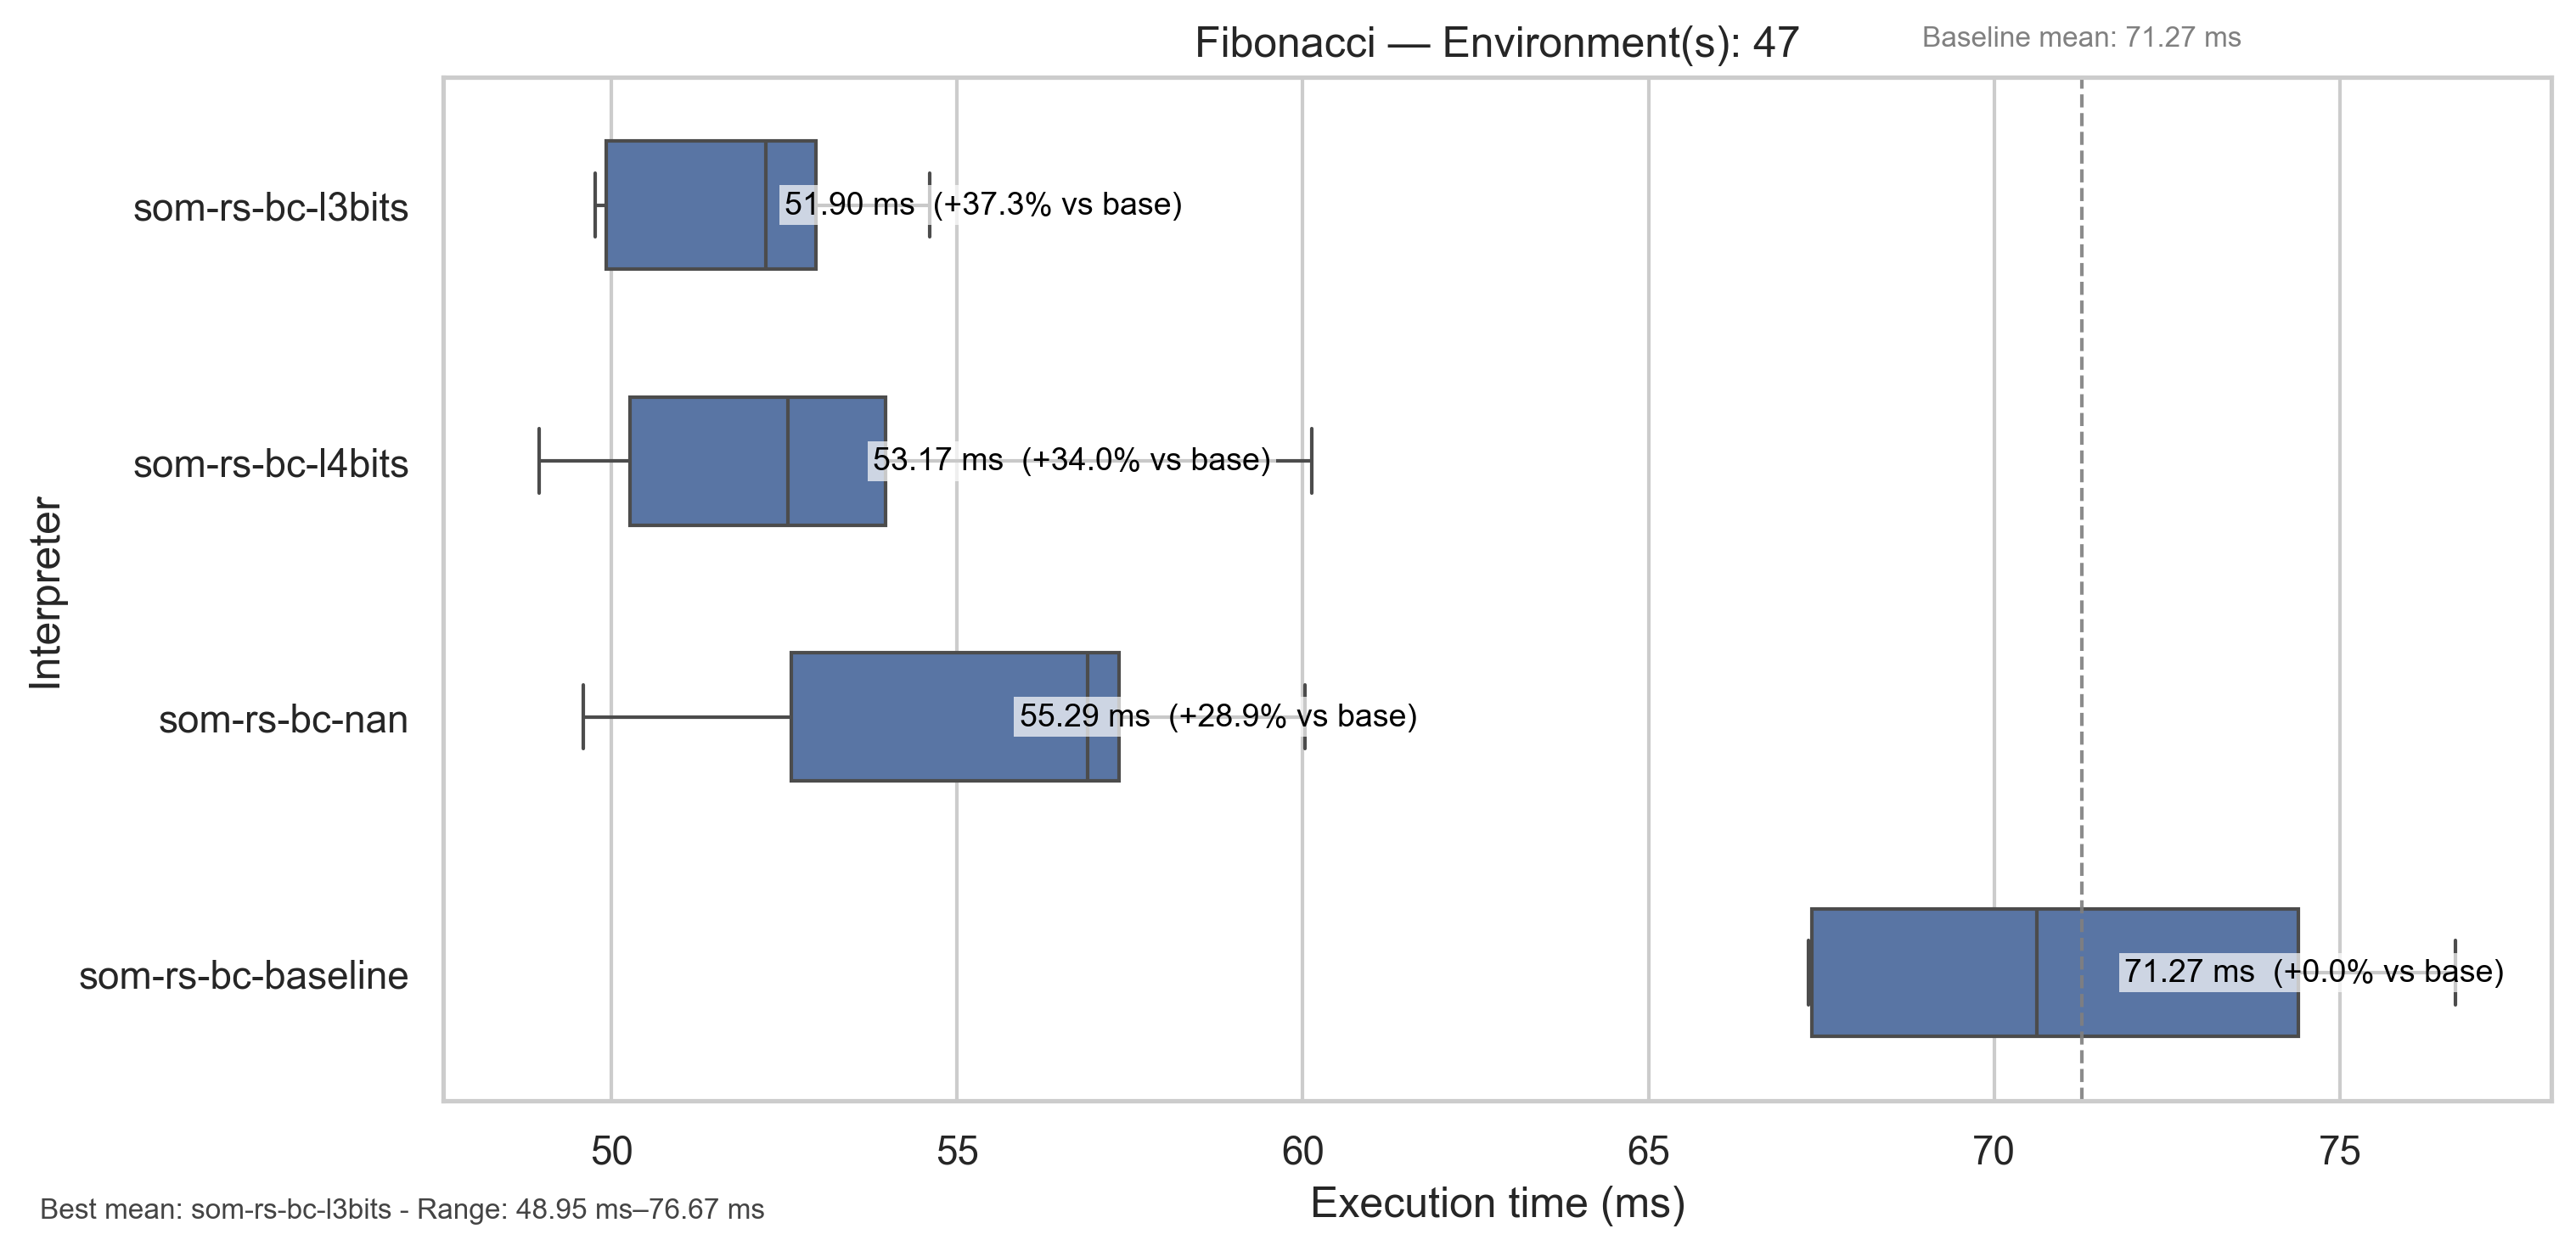 Fibonacci — Environment(s): 47
Baseline mean: 71.27 ms
Interpreter
som-rs-bc-l3bits
51.90 ms (+37.3% vs base)
som-rs-bc-l4bits
53.17 ms (+34.0% vs base)
som-rs-bc-nan
55.29 ms (+28.9% vs base)
som-rs-bc-baseline
71.27 ms (+0.0% vs base)
50 55 60 65 70 75
Execution time (ms)
Best mean: som-rs-bc-l3bits - Range: 48.95 ms–76.67 ms